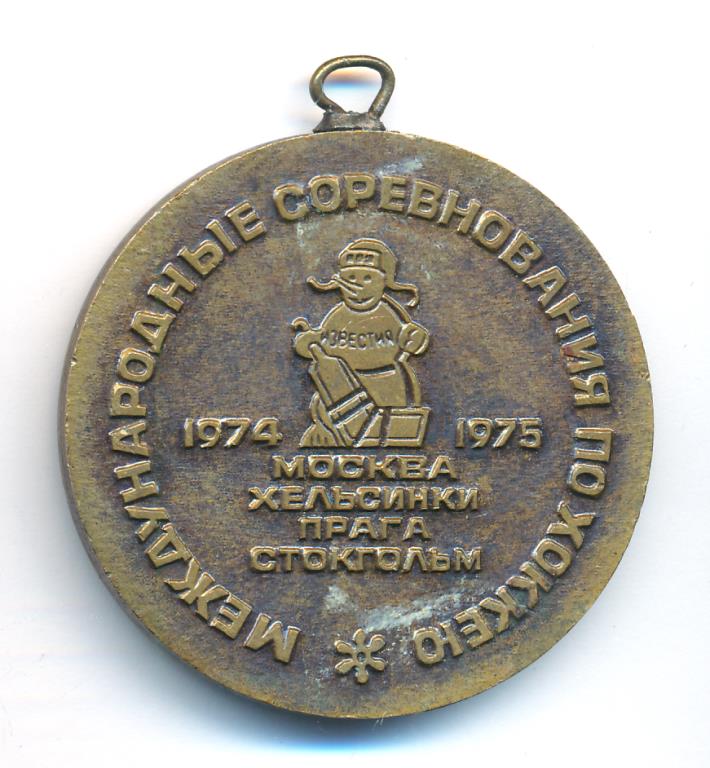 МЕЖДУНАРОДНЫЕ СОРЕВНОВАНИЯ ПО ХОККЕЮ
ИЗВЕСТИЯ
1974 1975
МОСКВА
ХЕЛЬСИНКИ
ПРАГА
СТОКГОЛЬМ